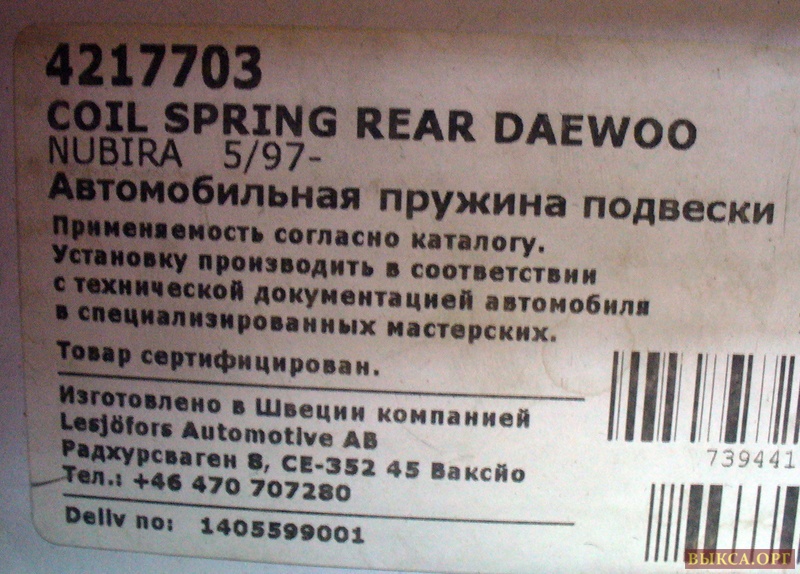 4217703
COIL SPRING REAR DAEWOO
NUBIRA 5/97-
Автомобильная пружина подвески
Применяемость согласно каталогу.
Установку производить в соответствии
с технической документацией автомобиля
в специализированных мастерских.
Товар сертифицирован.
Изготовлено в Швеции компанией
Lesjöfors Automotive AB
Радхурсваген 8, СЕ-352 45 Ваксйо
Тел.: +46 470 707280
Deliv no: 1405599001
739441
ВЫКСА.ОРГ